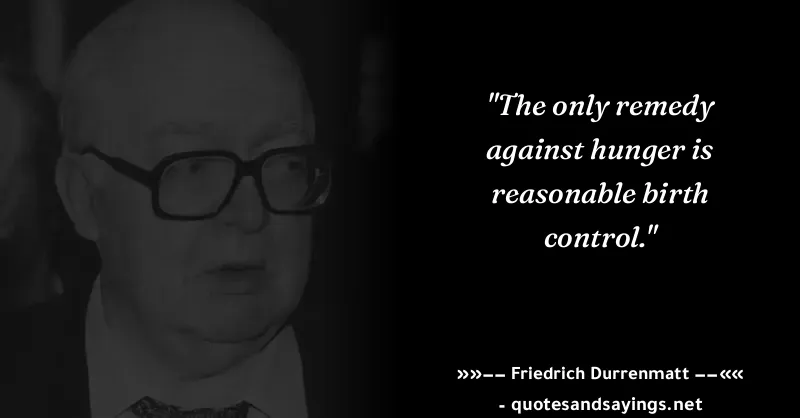 "The only remedy
against hunger is
reasonable birth
control."
»»–– Friedrich Durrenmatt ––««
- quotesandsayings.net